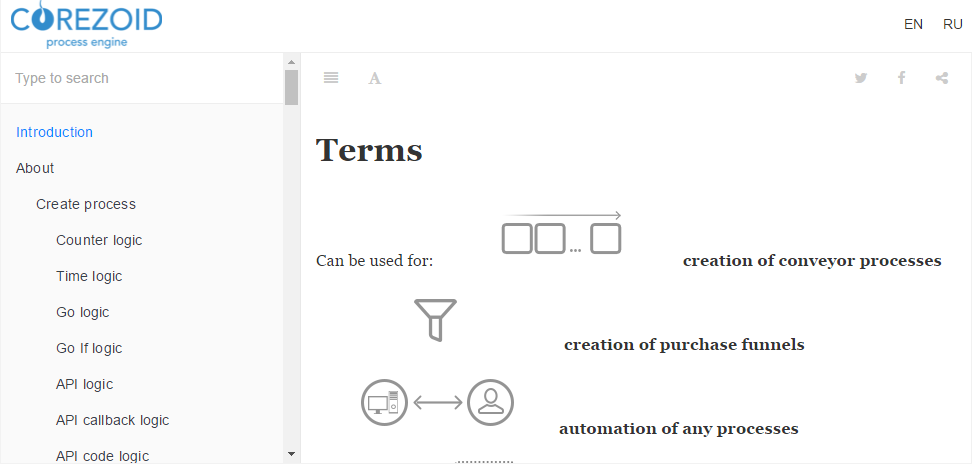 COREZOID
process engine
EN RU
Type to search
A
Introduction
About
Create process
Counter logic
Time logic
Go logic
Go If logic
API logic
API callback logic
API code logic
Terms
Can be used for:
...
creation of conveyor processes
creation of purchase funnels
automation of any processes